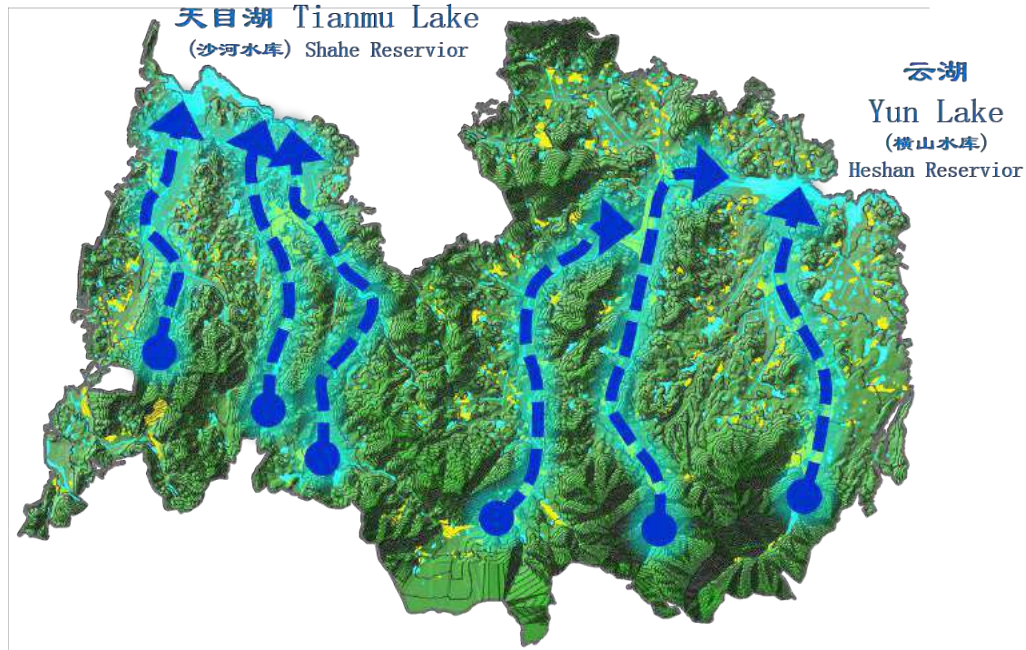 天目湖 Tianmu Lake
(沙河水库) Shahe Reservior
云湖
Yun Lake
(横山水库)
Heshan Reservior